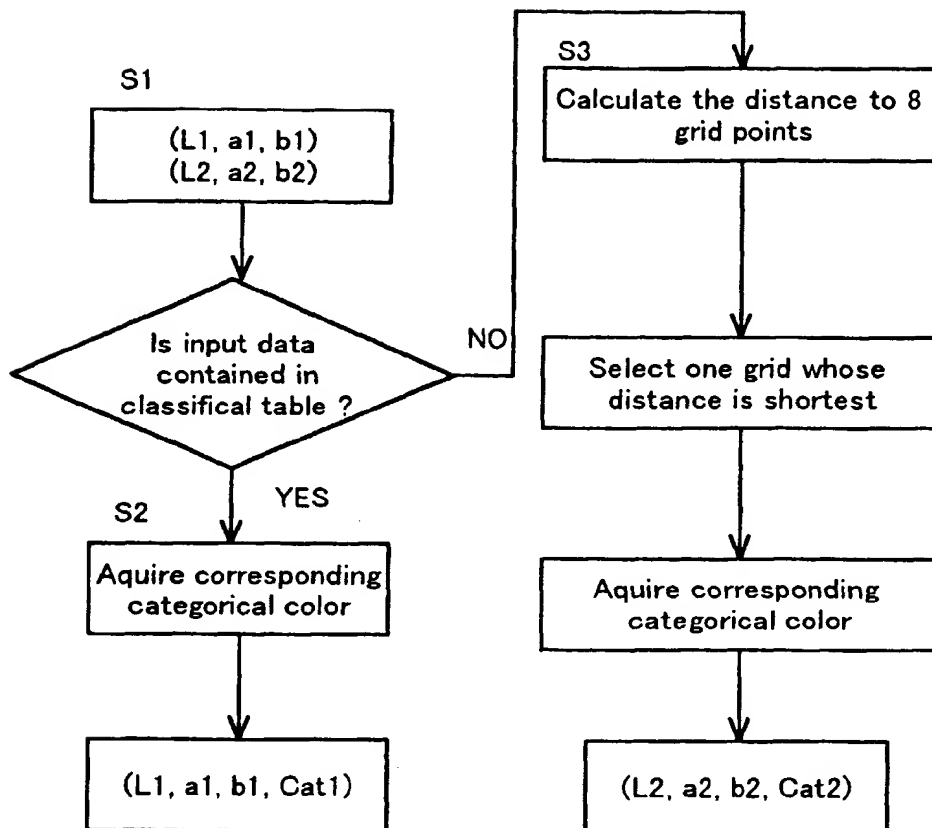 S1
(L1, a1, b1)
(L2, a2, b2)
Is input data
contained in
classifical table ?
NO
YES
S2
Aquire corresponding
categorical color
(L1, a1, b1, Cat1)
S3
Calculate the distance to 8
grid points
Select one grid whose
distance is shortest
Aquire corresponding
categorical color
(L2, a2, b2, Cat2)